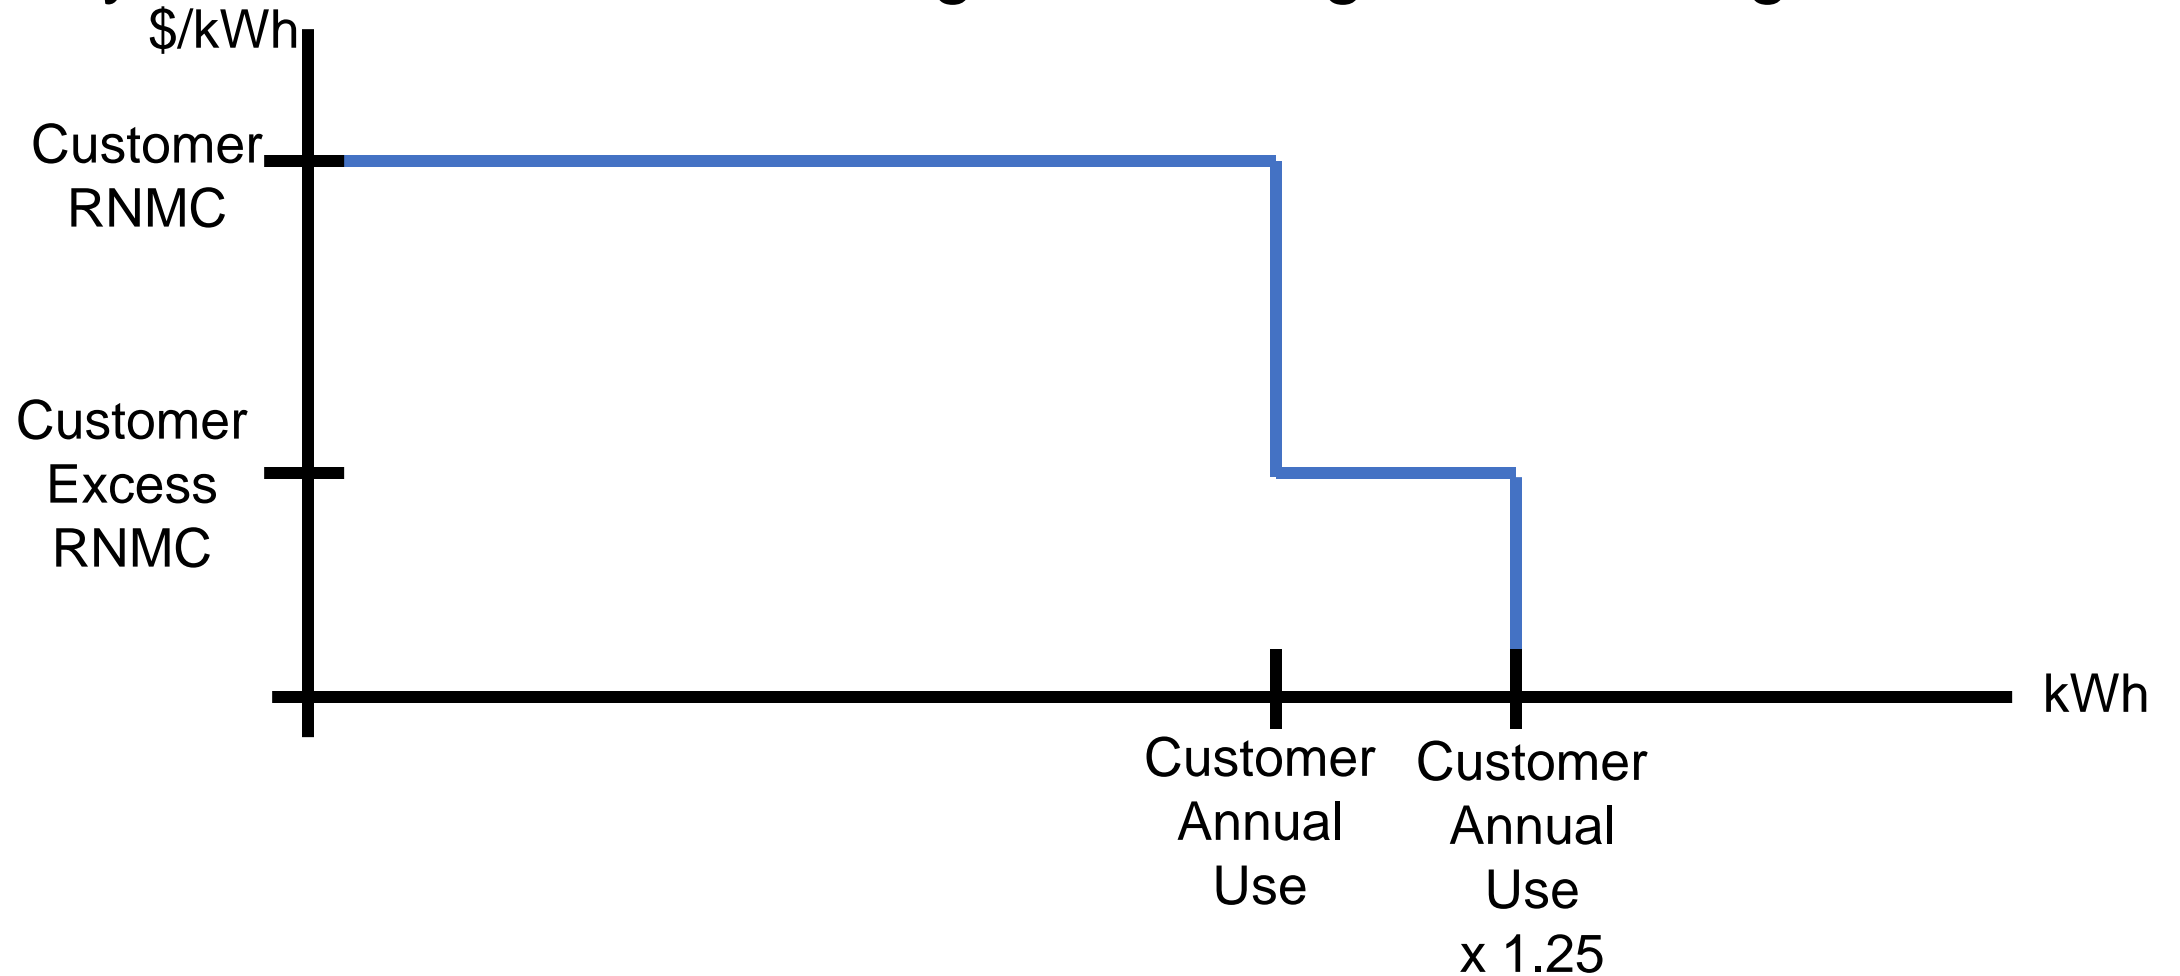 $/kWh
Customer
RNMC
Customer
Excess
RNMC
kWh
Customer
Annual
Use
Customer
Annual
Use
x 1.25